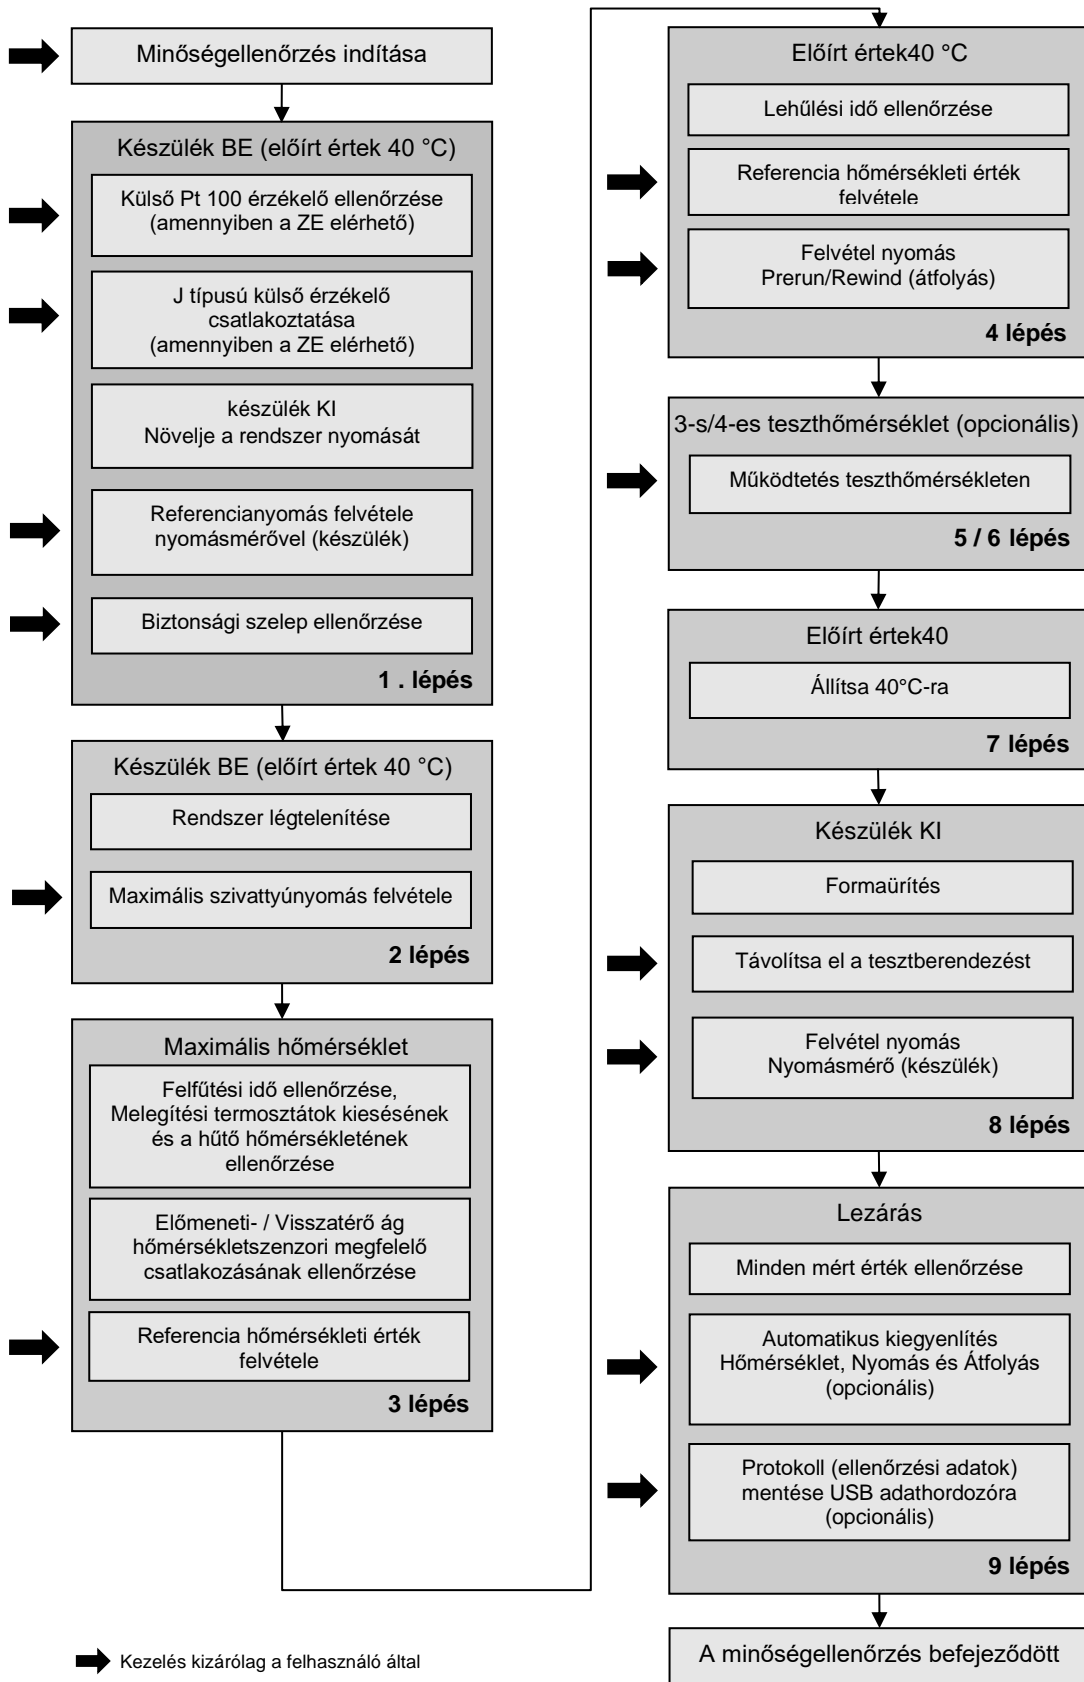 Minőségellenőrzés indítása
Készülék BE (előírt értek 40 °C)
Külső Pt 100 érzékelő ellenőrzése
(amennyiben a ZE elérhető)
J típusú külső érzékelő
csatlakoztatása
(amennyiben a ZE elérhető)
készülék KI
Növelje a rendszer nyomását
Referencianyomás felvétele
nyomásmérővel (készülék)
Biztonsági szelep ellenőrzése
1 . lépés
Készülék BE (előírt értek 40 °C)
Rendszer légtelenítése
Maximális szivattyúnyomás felvétele
2 lépés
Maximális hőmérséklet
Felfűtési idő ellenőrzése,
Melegítési termosztátok kiesésének
és a hűtő hőmérsékletének
ellenőrzése
Előmeneti- / Visszatérő ág
hőmérsékletszenzori megfelelő
csatlakozásának ellenőrzése
Referencia hőmérsékleti érték
felvétele
3 lépés
Kezelés kizárólag a felhasználó által
Előírt értek40 °C
Lehűlési idő ellenőrzése
Referencia hőmérsékleti érték
felvétele
Felvétel nyomás
Prerun/Rewind (átfolyás)
4 lépés
3-s/4-es teszthőmérséklet (opcionális)
Működtetés teszthőmérsékleten
5 / 6 lépés
Előírt értek40
Állítsa 40°C-ra
7 lépés
Készülék KI
Formaürítés
Távolítsa el a tesztberendezést
Felvétel nyomás
Nyomásmérő (készülék)
8 lépés
Lezárás
Minden mért érték ellenőrzése
Automatikus kiegyenlítés
Hőmérséklet, Nyomás és Átfolyás
(opcionális)
Protokoll (ellenőrzési adatok)
mentése USB adathordozóra
(opcionális)
9 lépés
A minőségellenőrzés befejeződött